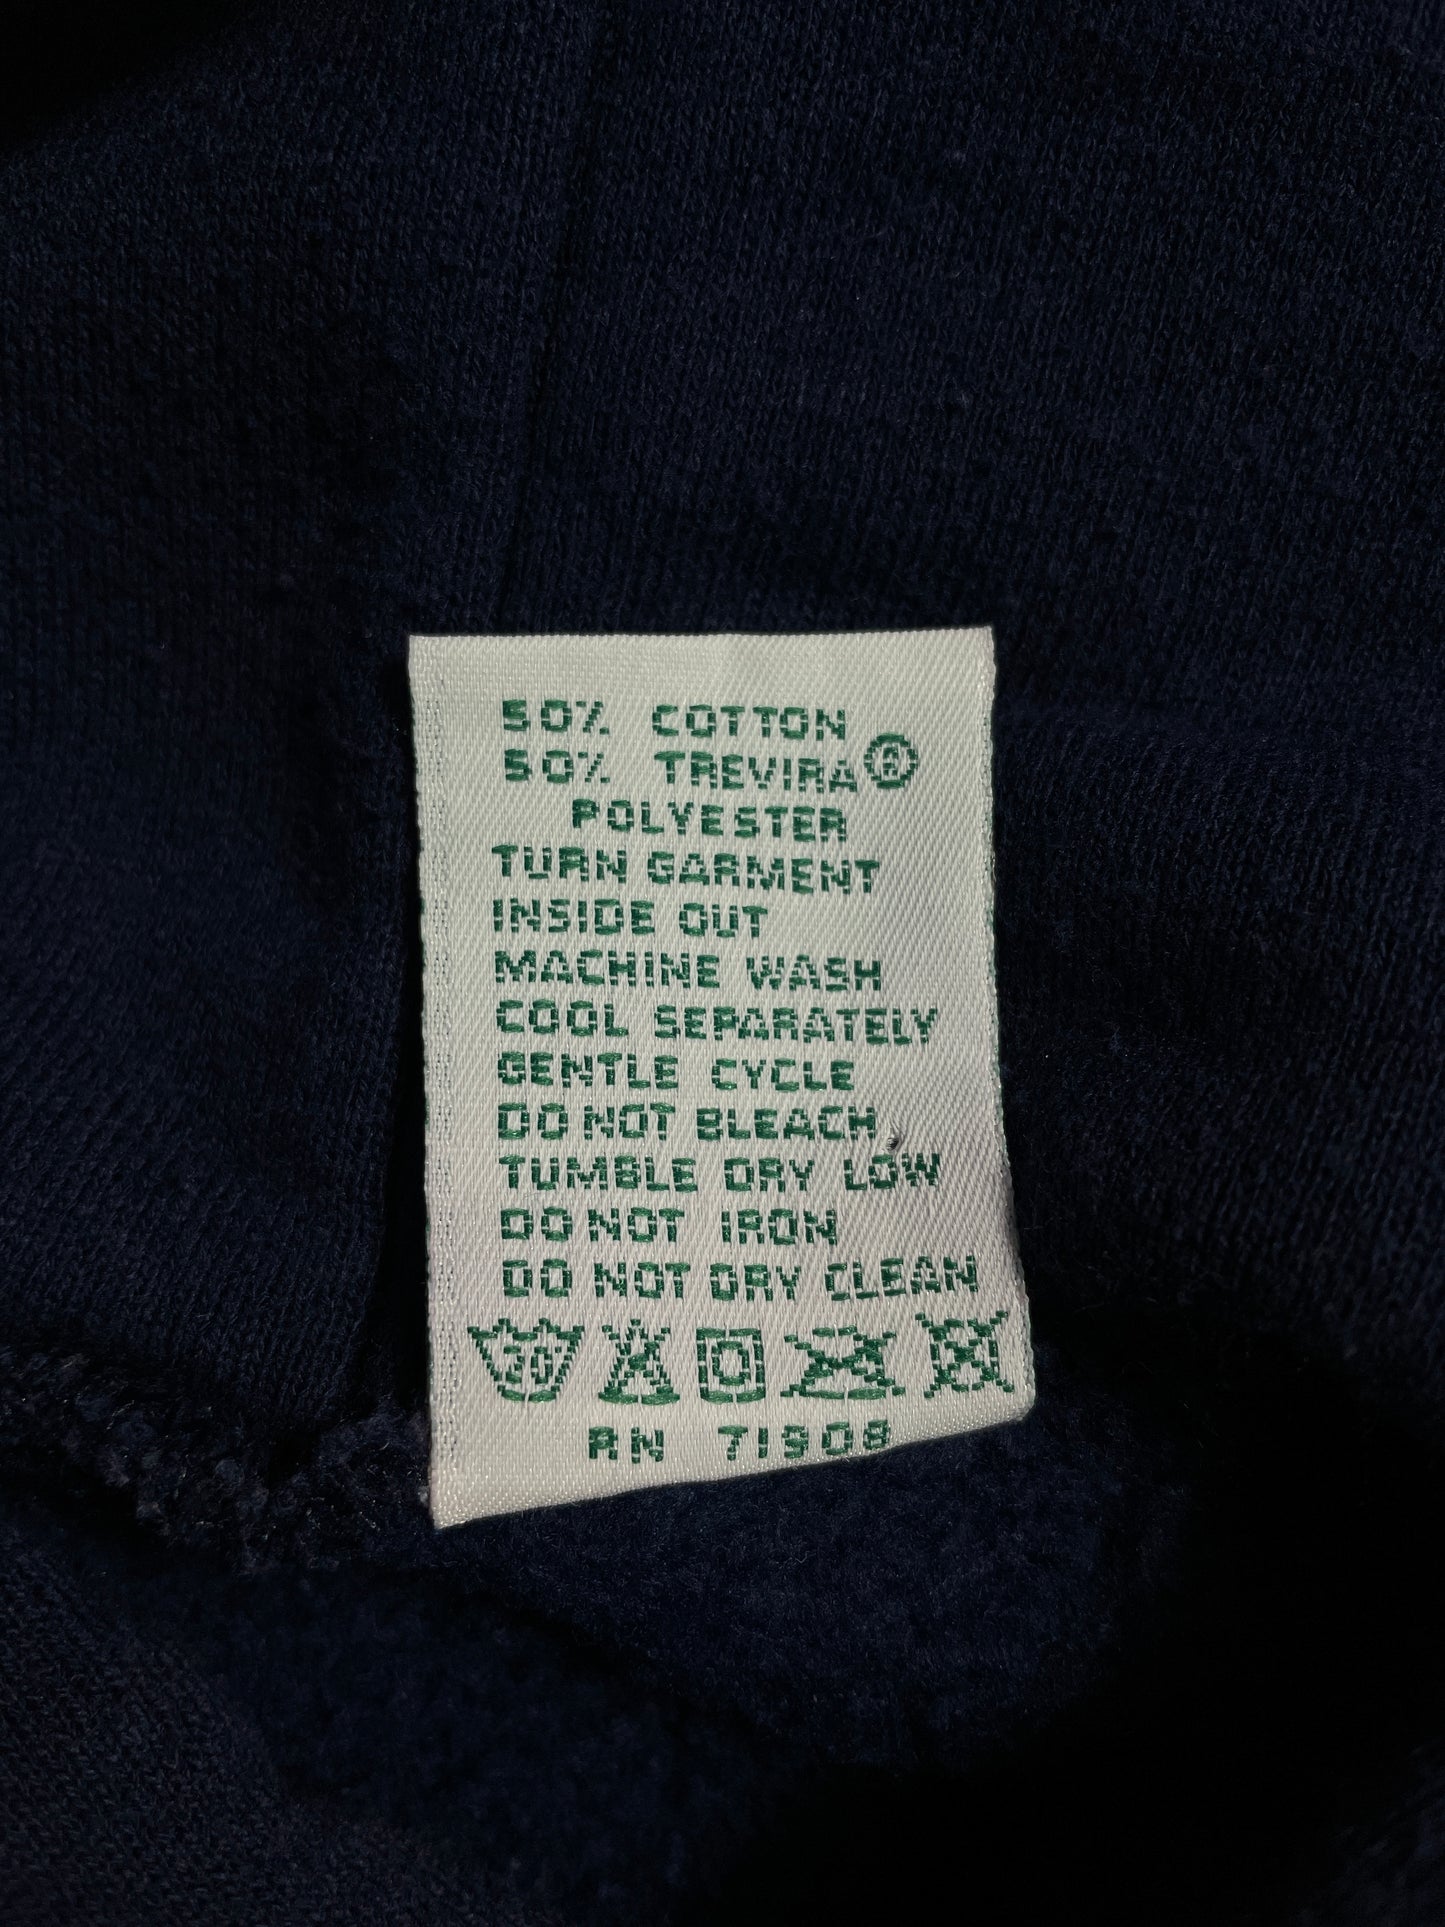 50% COTTON
50% TREVIRA®
POLYESTER
TURN GARMENT
INSIDE OUT
MACHINE WASH
COOL SEPARATELY
GENTLE CYCLE
DO NOT BLEACH
TUMBLE DRY LOW
DO NOT IRON
DO NOT DRY CLEAN
RN 71908